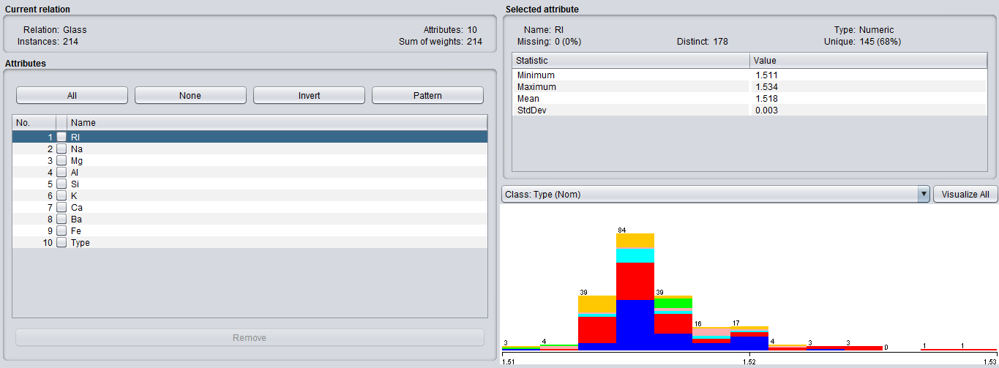 Current relation
Relation: Glass Attributes: 10
Instances: 214 Sum of weights: 214
Attributes
All None Invert Pattern
No. Name
1 RI
2 Na
3 Mg
4 Al
5 Si
6 K
7 Ca
8 Ba
9 Fe
10 Type
Remove
Selected attribute
Name: RI Type: Numeric
Missing: 0 (0%) Distinct: 178 Unique: 145 (68%)
Statistic Value
Minimum 1.511
Maximum 1.534
Mean 1.518
StdDev 0.003
Class: Type (Nom) Visualize All
84
39 39
16 17
3 4 4 3 3 0 1 1
1.51 1.52 1.53